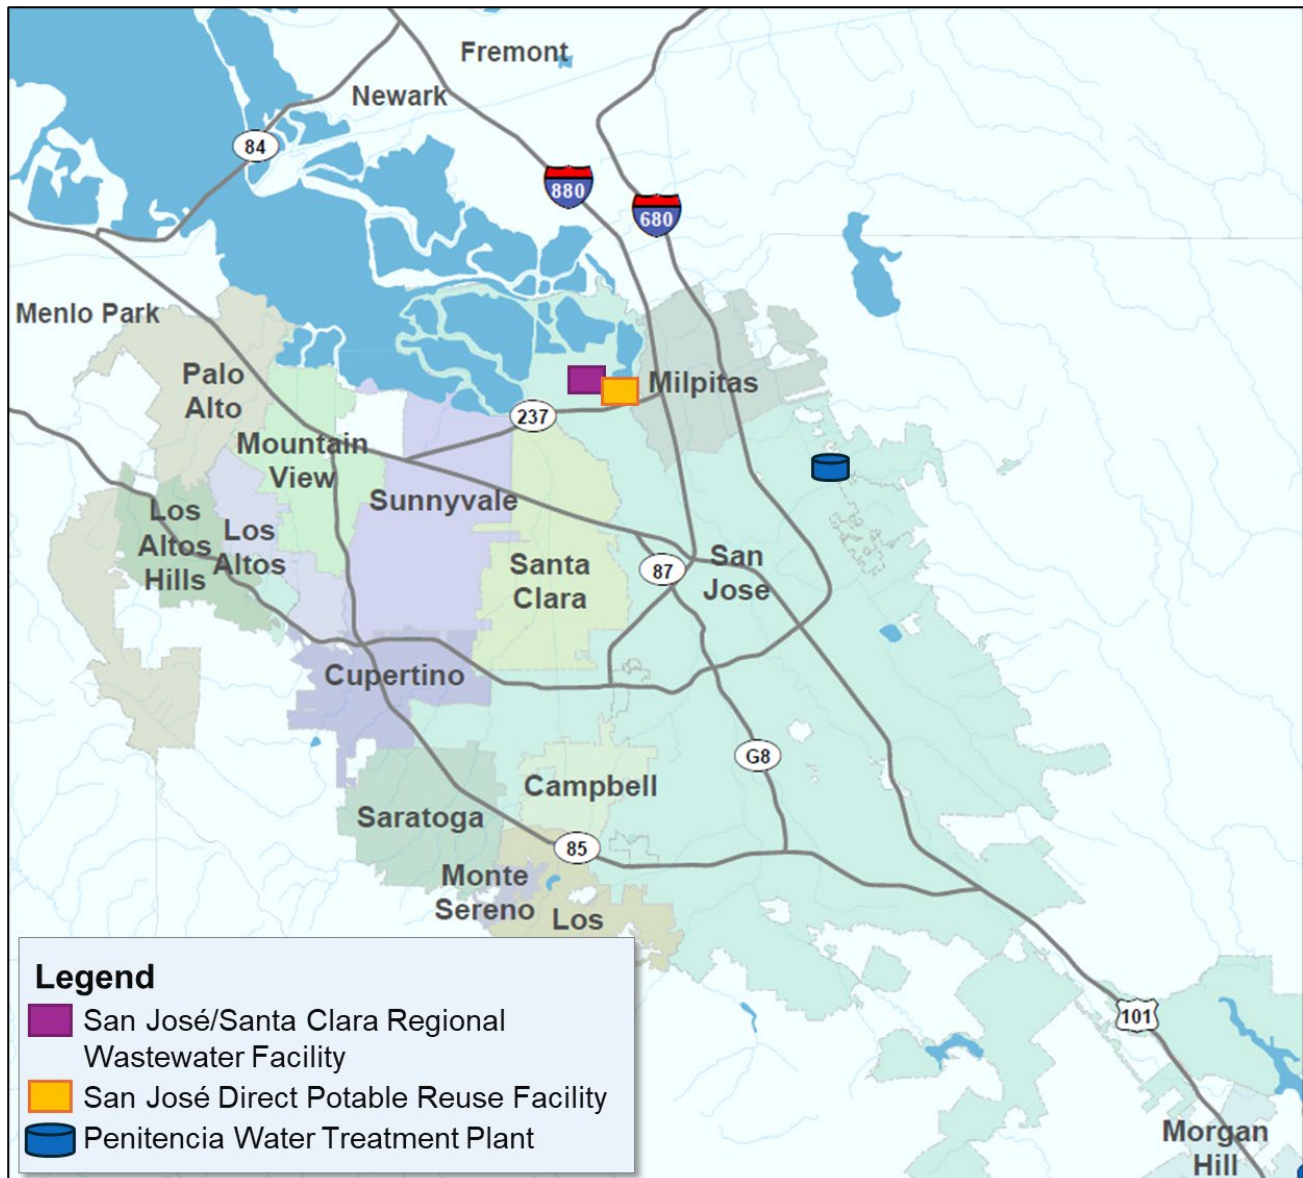 Fremont
Newark
84
880
680
Menlo Park
Palo
Alto
Milpitas
237
Mountain
View
Sunnyvale
Los
Altos
Hills
Los
Altos
Santa
Clara
87
San
Jose
Cupertino
G8
Campbell
Saratoga
85
Monte
Sereno
Los
101
Morgan
Hill
Legend
San José/Santa Clara Regional
Wastewater Facility
San José Direct Potable Reuse Facility
Penitencia Water Treatment Plant